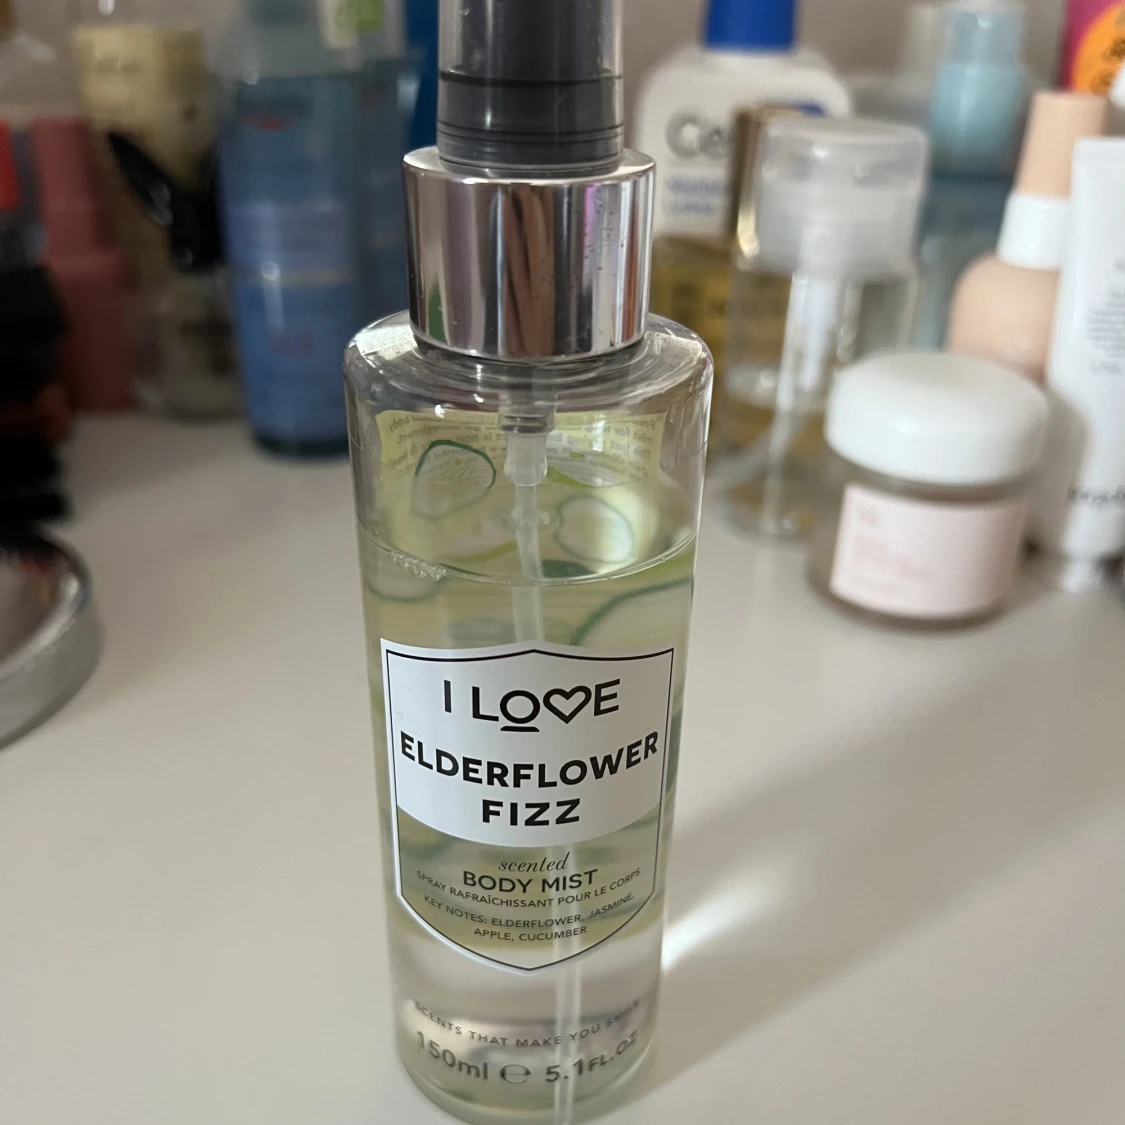 I LOVE
ELDERFLOWER
FIZZ
scented
BODY MIST
SPRAY RAFRAÎCHISSANT POUR LE CORPS
KEY NOTES: ELDERFLOWER, JASMINE,
APPLE, CUCUMBER
SCENTS THAT MAKE YOU SMILE
150ml ℮ 5.1FL.OZ
Ce